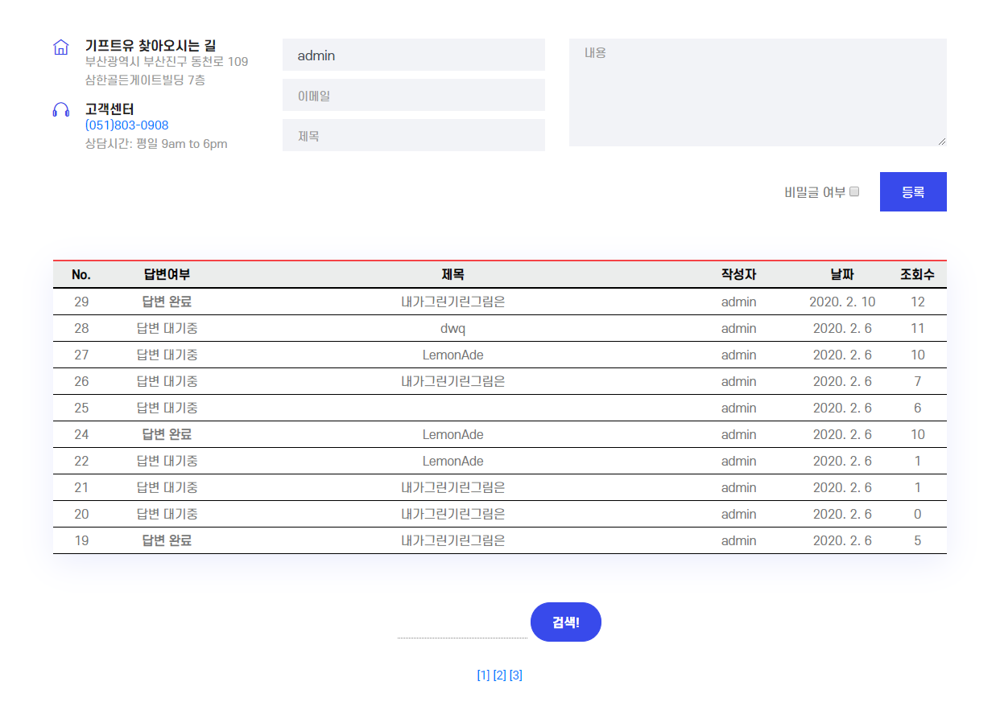 기프트유 찾아오시는 길
부산광역시 부산진구 동천로 109
삼한골든게이트빌딩 7층
고객센터
(051)803-0908
상담시간: 평일 9am to 6pm
admin
이메일
제목
내용
비밀글 여부
등록
No. 답변여부 제목 작성자 날짜 조회수
29 답변 완료 내가그린기린그림은 admin 2020. 2. 10 12
28 답변 대기중 dwq admin 2020. 2. 6 11
27 답변 대기중 LemonAde admin 2020. 2. 6 10
26 답변 대기중 내가그린기린그림은 admin 2020. 2. 6 7
25 답변 대기중 admin 2020. 2. 6 6
24 답변 완료 LemonAde admin 2020. 2. 6 10
22 답변 대기중 LemonAde admin 2020. 2. 6 1
21 답변 대기중 내가그린기린그림은 admin 2020. 2. 6 1
20 답변 대기중 내가그린기린그림은 admin 2020. 2. 6 0
19 답변 완료 내가그린기린그림은 admin 2020. 2. 6 5
검색!
[1] [2] [3]